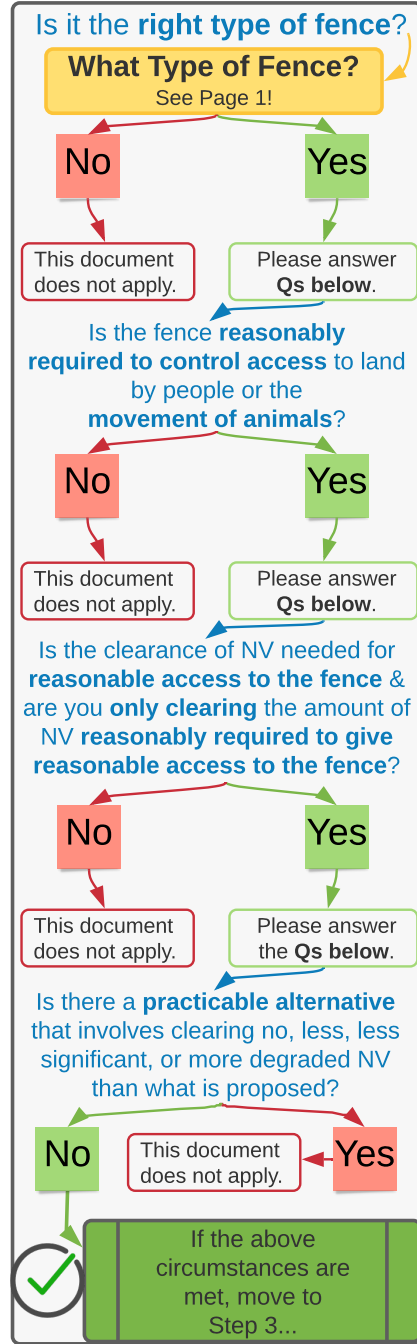 Is it the right type of fence?
What Type of Fence?
See Page 1!
No
Yes
This document
does not apply.
Please answer
Qs below.
Is the fence reasonably
required to control access to land
by people or the
movement of animals?
No
Yes
This document
does not apply.
Please answer
Qs below.
Is the clearance of NV needed for
reasonable access to the fence &
are you only clearing the amount of
NV reasonably required to give
reasonable access to the fence?
No
Yes
This document
does not apply.
Please answer
the Qs below.
Is there a practicable alternative
that involves clearing no, less, less
significant, or more degraded NV
than what is proposed?
No
This document
does not apply.
Yes
If the above
circumstances are
met, move to
Step 3...